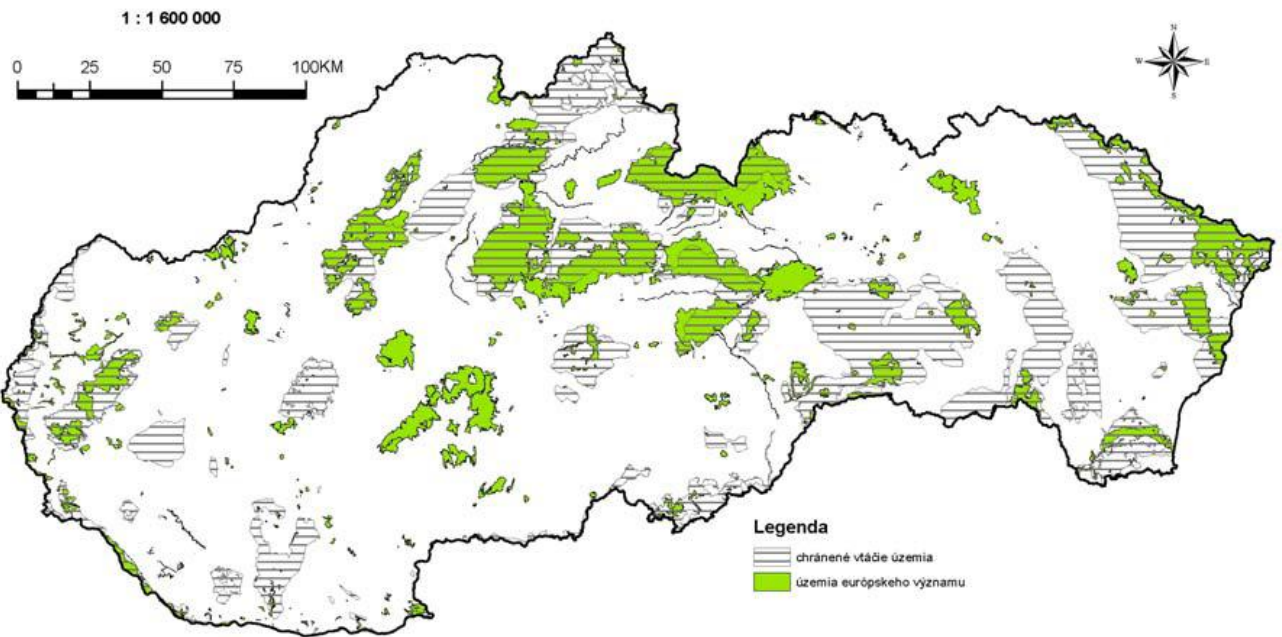 1 : 1 600 000
0 25 50 75 100KM
N
W E
S
Legenda
chránené vtáčie územia
územia európskeho významu